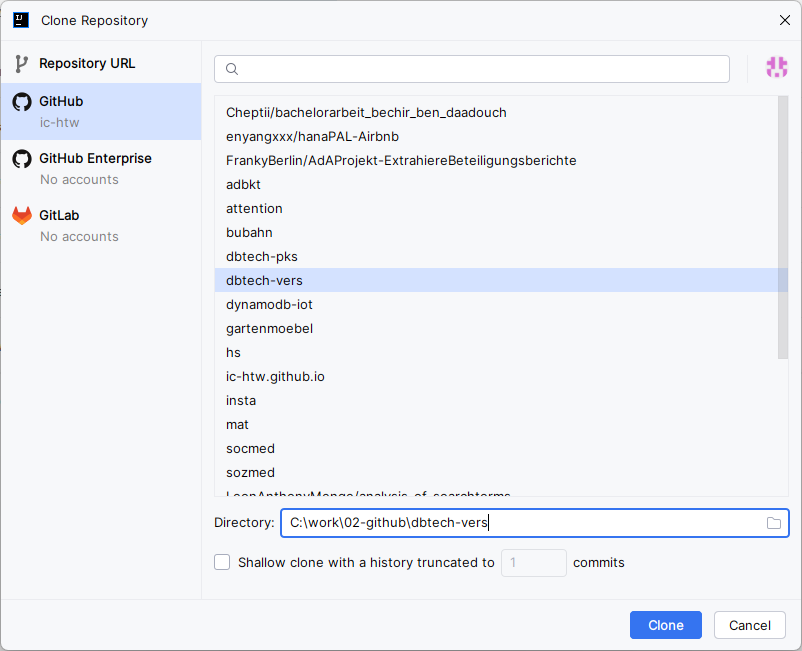 Clone Repository
Repository URL
GitHub
ic-htw
GitHub Enterprise
No accounts
GitLab
No accounts
Cheptii/bachelorarbeit_bechir_ben_daadouch
enyangxxx/hanaPAL-Airbnb
FrankyBerlin/AdAProjekt-ExtrahiereBeteiligungsberichte
adbkt
attention
bubahn
dbtech-pks
dbtech-vers
dynamodb-iot
gartenmoebel
hs
ic-htw.github.io
insta
mat
socmed
sozmed
LeonAnthonyMenge/analysis_of_searchterms
Directory: C:\work\02-github\dbtech-vers
Shallow clone with a history truncated to 1 commits
Clone Cancel